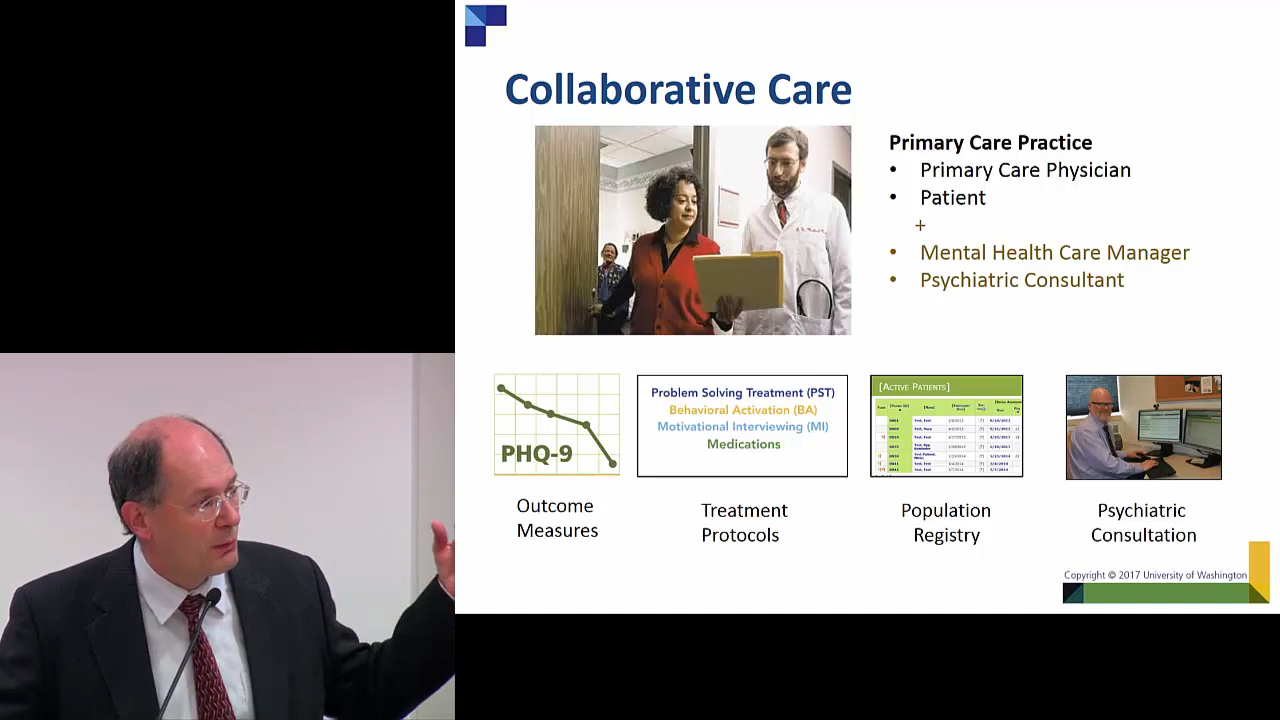 Collaborative Care
Primary Care Practice
• Primary Care Physician
• Patient
+
• Mental Health Care Manager
• Psychiatric Consultant
PHQ-9
Problem Solving Treatment (PST)
Behavioral Activation (BA)
Motivational Interviewing (MI)
Medications
[ACTIVE PATIENTS]
Outcome
Measures
Treatment
Protocols
Population
Registry
Psychiatric
Consultation
Copyright © 2017 University of Washington